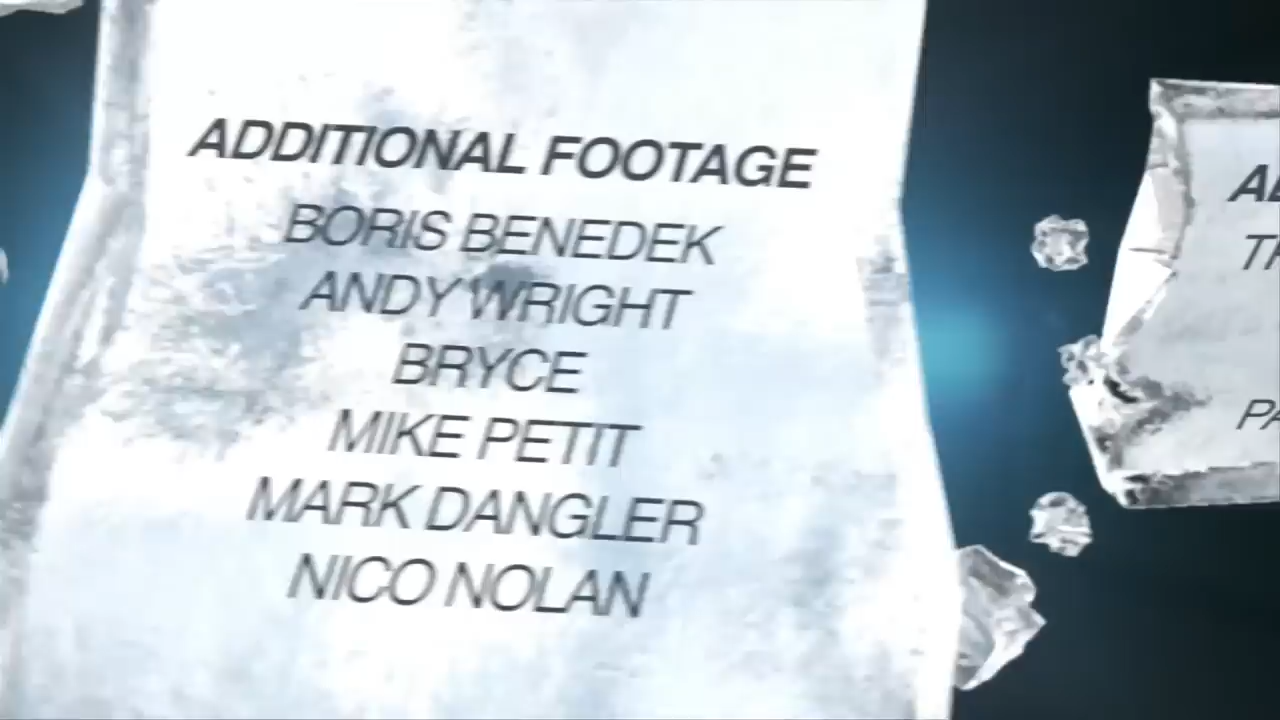 ADDITIONAL FOOTAGE
BORIS BENEDEK
ANDY WRIGHT
BRYCE
MIKE PETIT
MARK DANGLER
NICO NOLAN